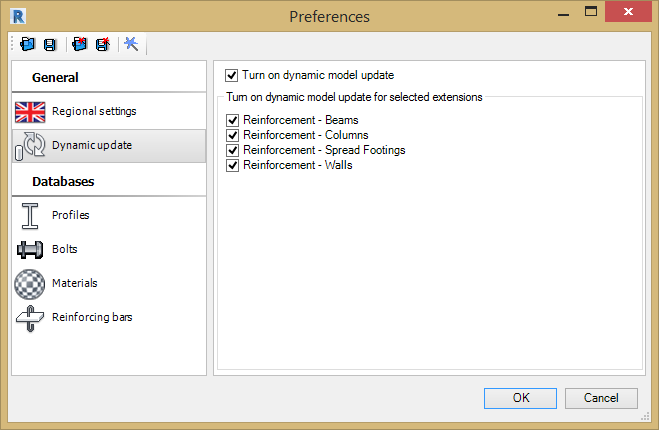 Preferences
General
Regional settings
Dynamic update
Databases
Profiles
Bolts
Materials
Reinforcing bars
Turn on dynamic model update
Turn on dynamic model update for selected extensions
Reinforcement - Beams
Reinforcement - Columns
Reinforcement - Spread Footings
Reinforcement - Walls
OK
Cancel